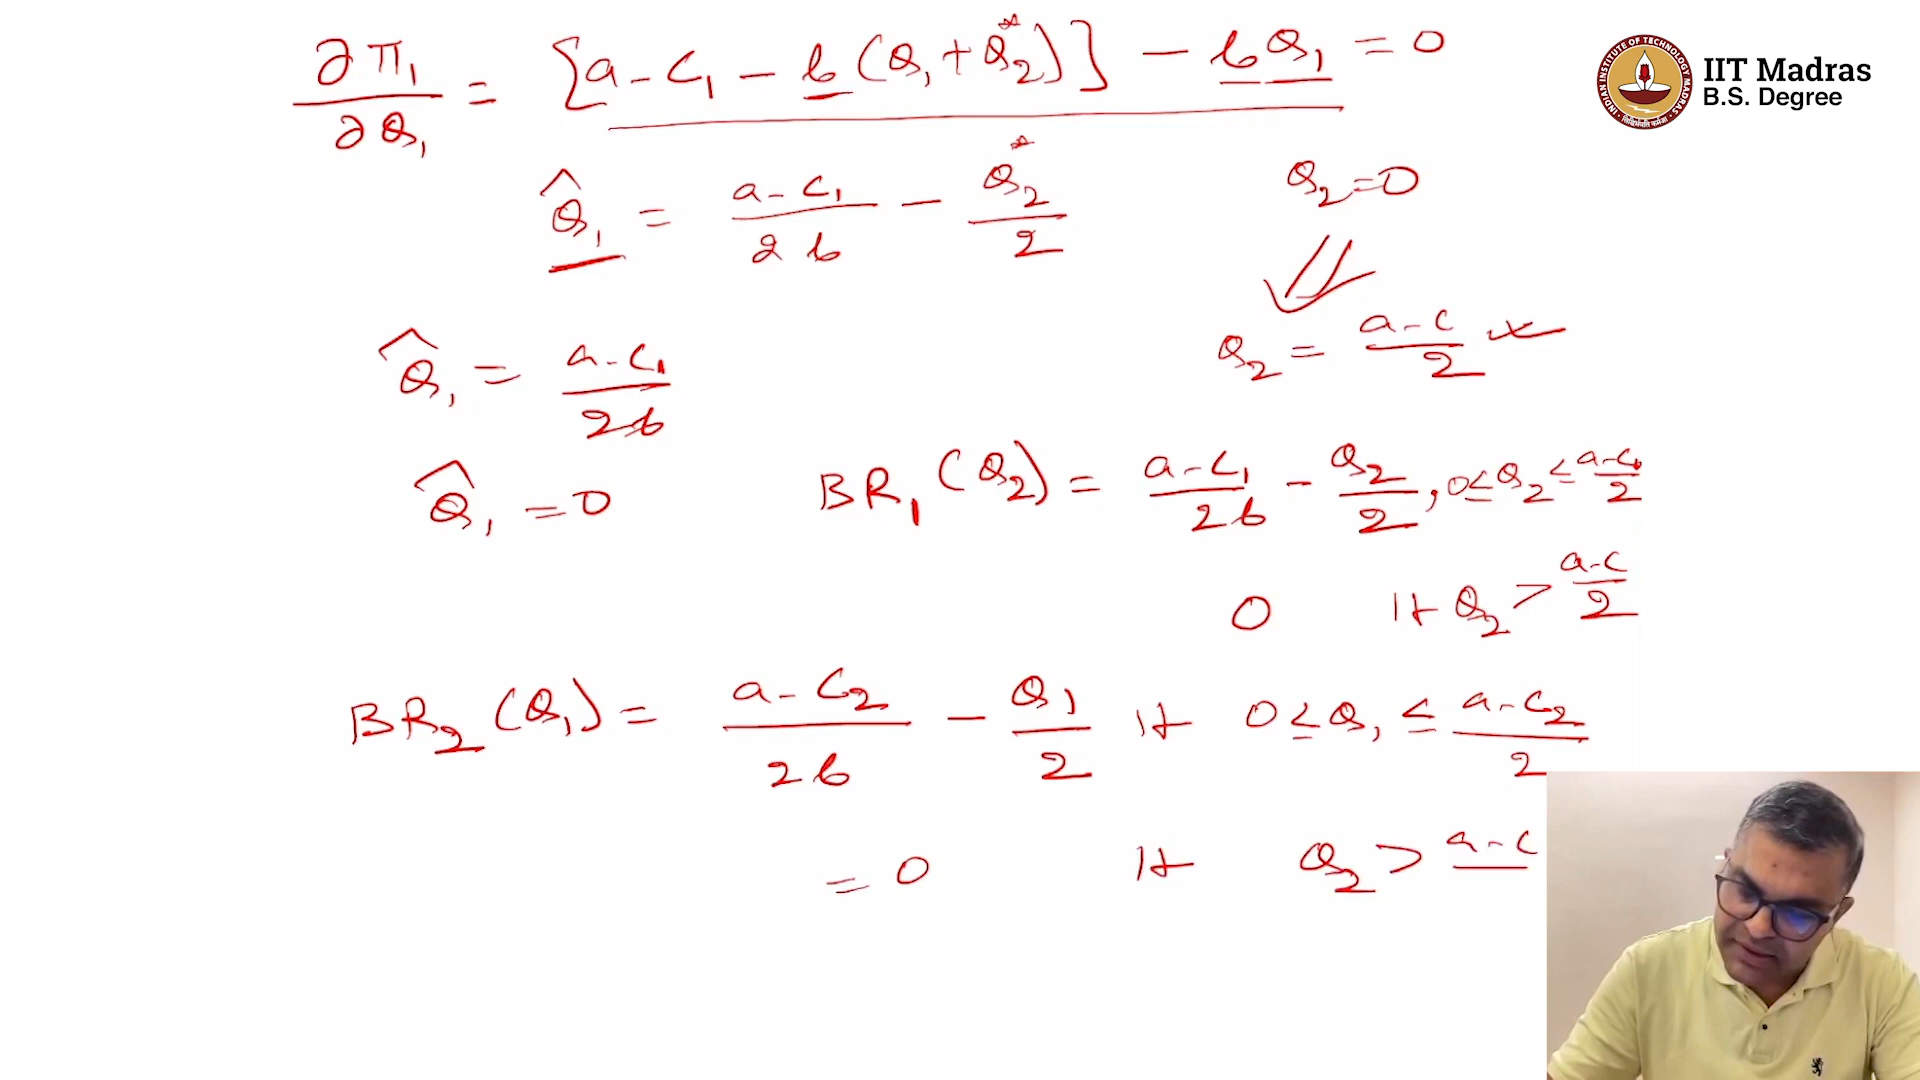 ∂π₁/∂Q₁ = {a - c₁ - b(Q₁ + Q₂*)} - bQ₁ = 0
IIT Madras
B.S. Degree
Q̂₁ = (a - c₁)/2b - Q₂*/2
Q₂ = 0
Q̂₁ = (a - c₁)/2b
Q₂ = (a - c)/2
Q̂₁ = 0
BR₁(Q₂) = (a - c₁)/2b - Q₂/2, 0 ≤ Q₂ ≤ (a - c₁)/2
0 if Q₂ > (a - c)/2
BR₂(Q₁) = (a - c₂)/2b - Q₁/2 if 0 ≤ Q₁ ≤ (a - c₂)/2
= 0 if Q₂ > a - c